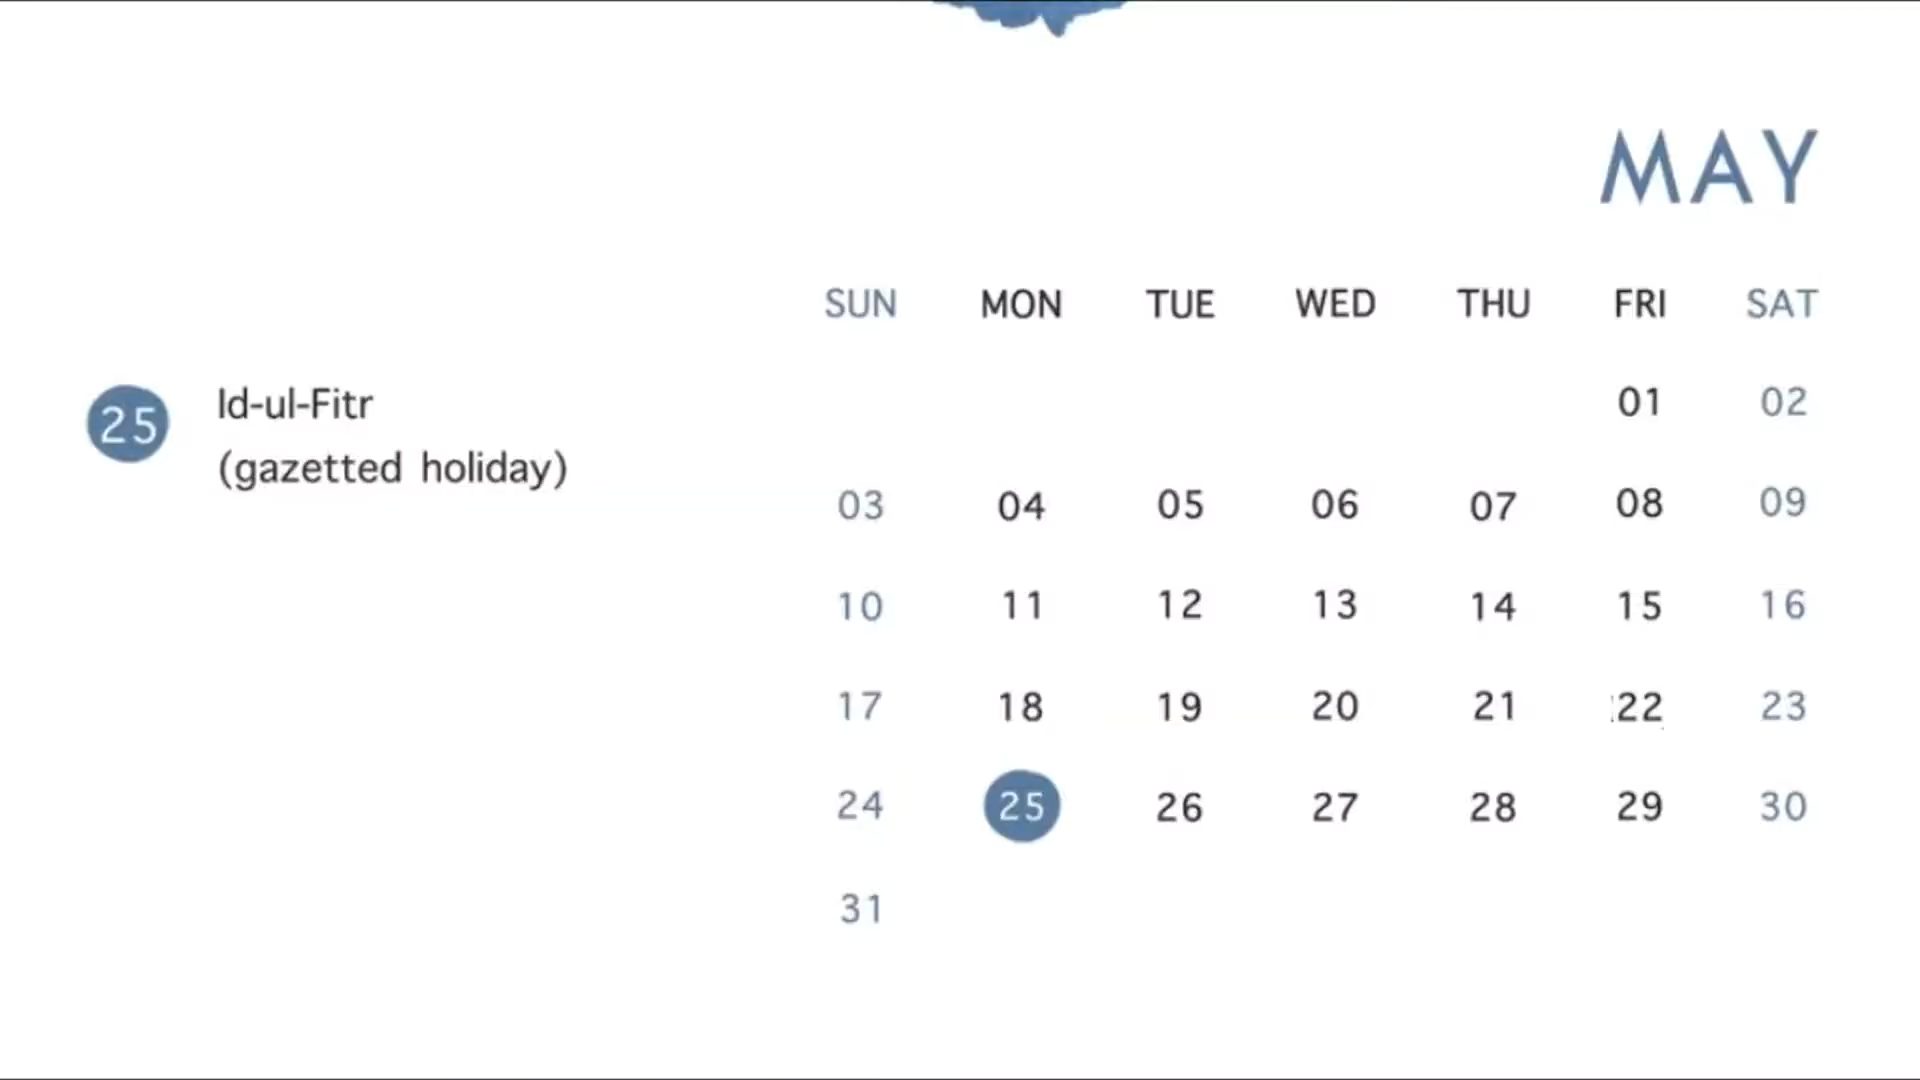 MAY
SUN MON TUE WED THU FRI SAT
25 Id-ul-Fitr
(gazetted holiday)
01 02
03 04 05 06 07 08 09
10 11 12 13 14 15 16
17 18 19 20 21 22 23
24 25 26 27 28 29 30
31